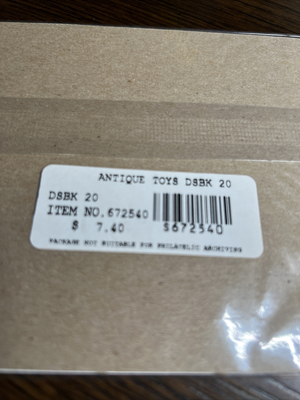 ANTIQUE TOYS DSBK 20
DSBK 20
ITEM NO.672540
$ 7.40
S672540
PACKAGE NOT SUITABLE FOR PHILATELIC ARCHIVING